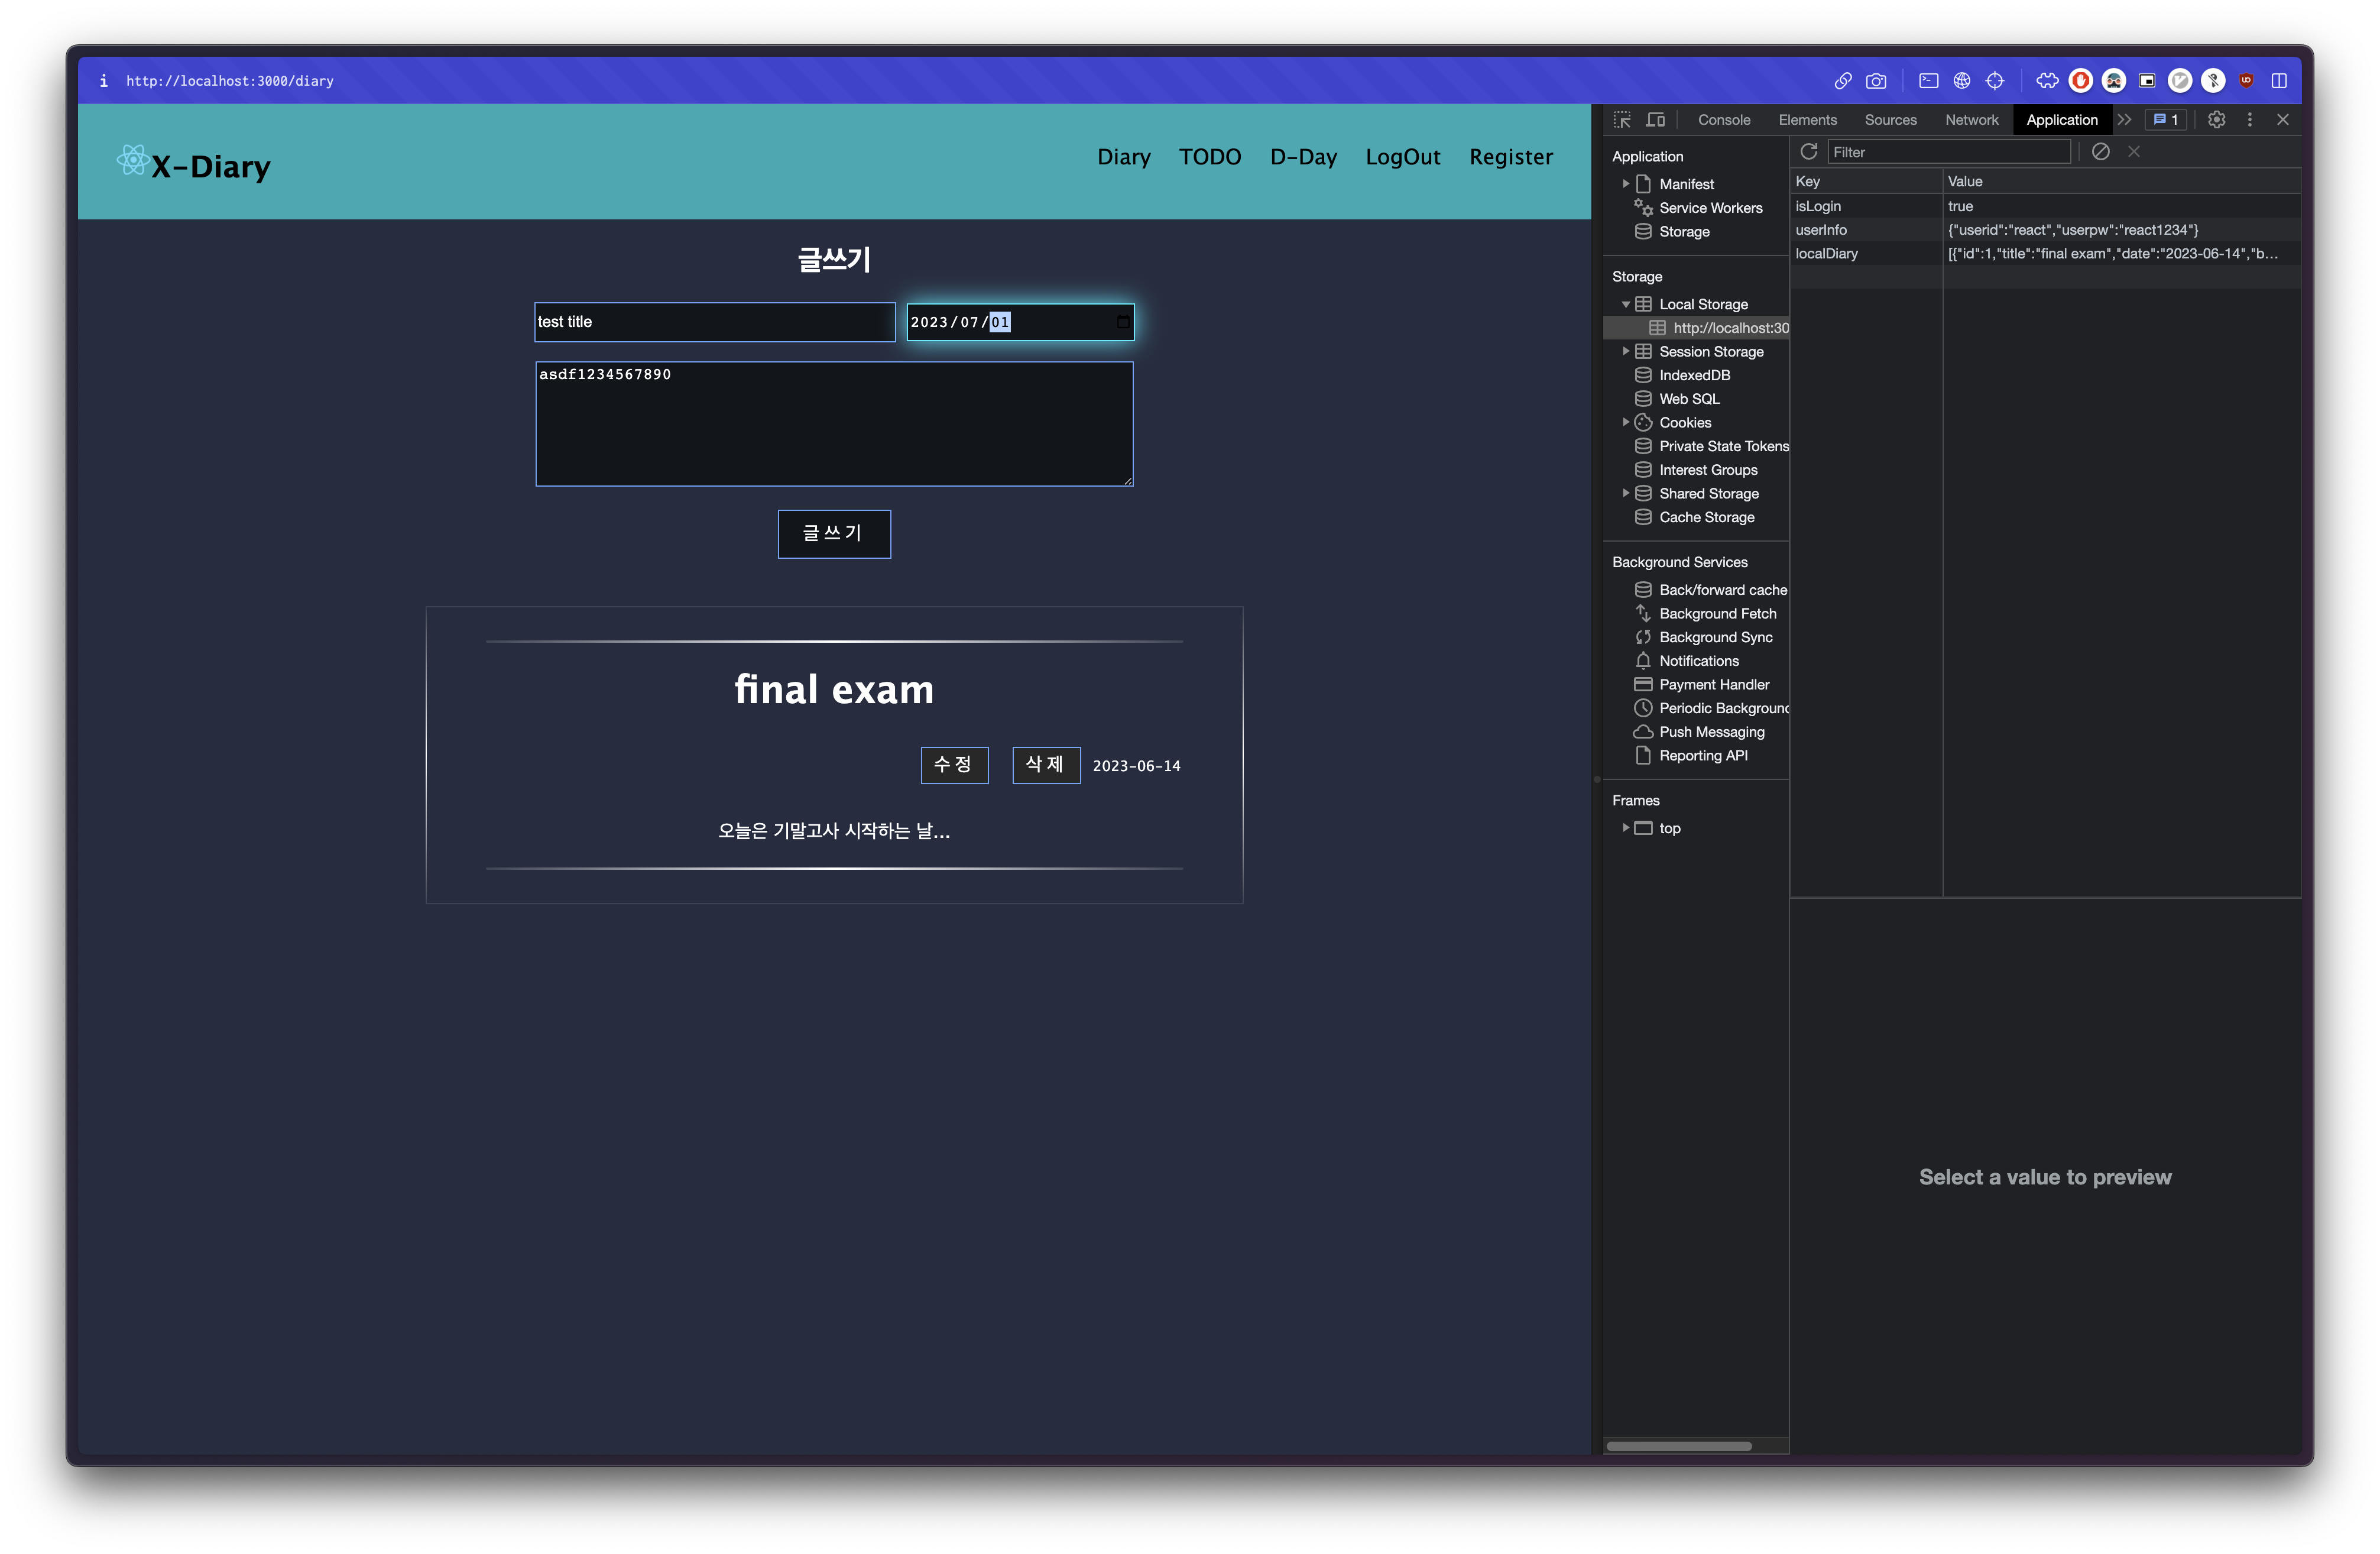 i http://localhost:3000/diary
X-Diary
Diary TODO D-Day LogOut Register
글쓰기
test title 2023/07/01
asdf1234567890
글쓰기
final exam
수정 삭제 2023-06-14
오늘은 기말고사 시작하는 날...
Console Elements Sources Network Application 1
Application
Manifest
Service Workers
Storage
Storage
Local Storage
http://localhost:30
Session Storage
IndexedDB
Web SQL
Cookies
Private State Tokens
Interest Groups
Shared Storage
Cache Storage
Background Services
Back/forward cache
Background Fetch
Background Sync
Notifications
Payment Handler
Periodic Background
Push Messaging
Reporting API
Frames
top
Filter
Key Value
isLogin true
userInfo {"userid":"react","userpw":"react1234"}
localDiary [{"id":1,"title":"final exam","date":"2023-06-14","b…
Select a value to preview